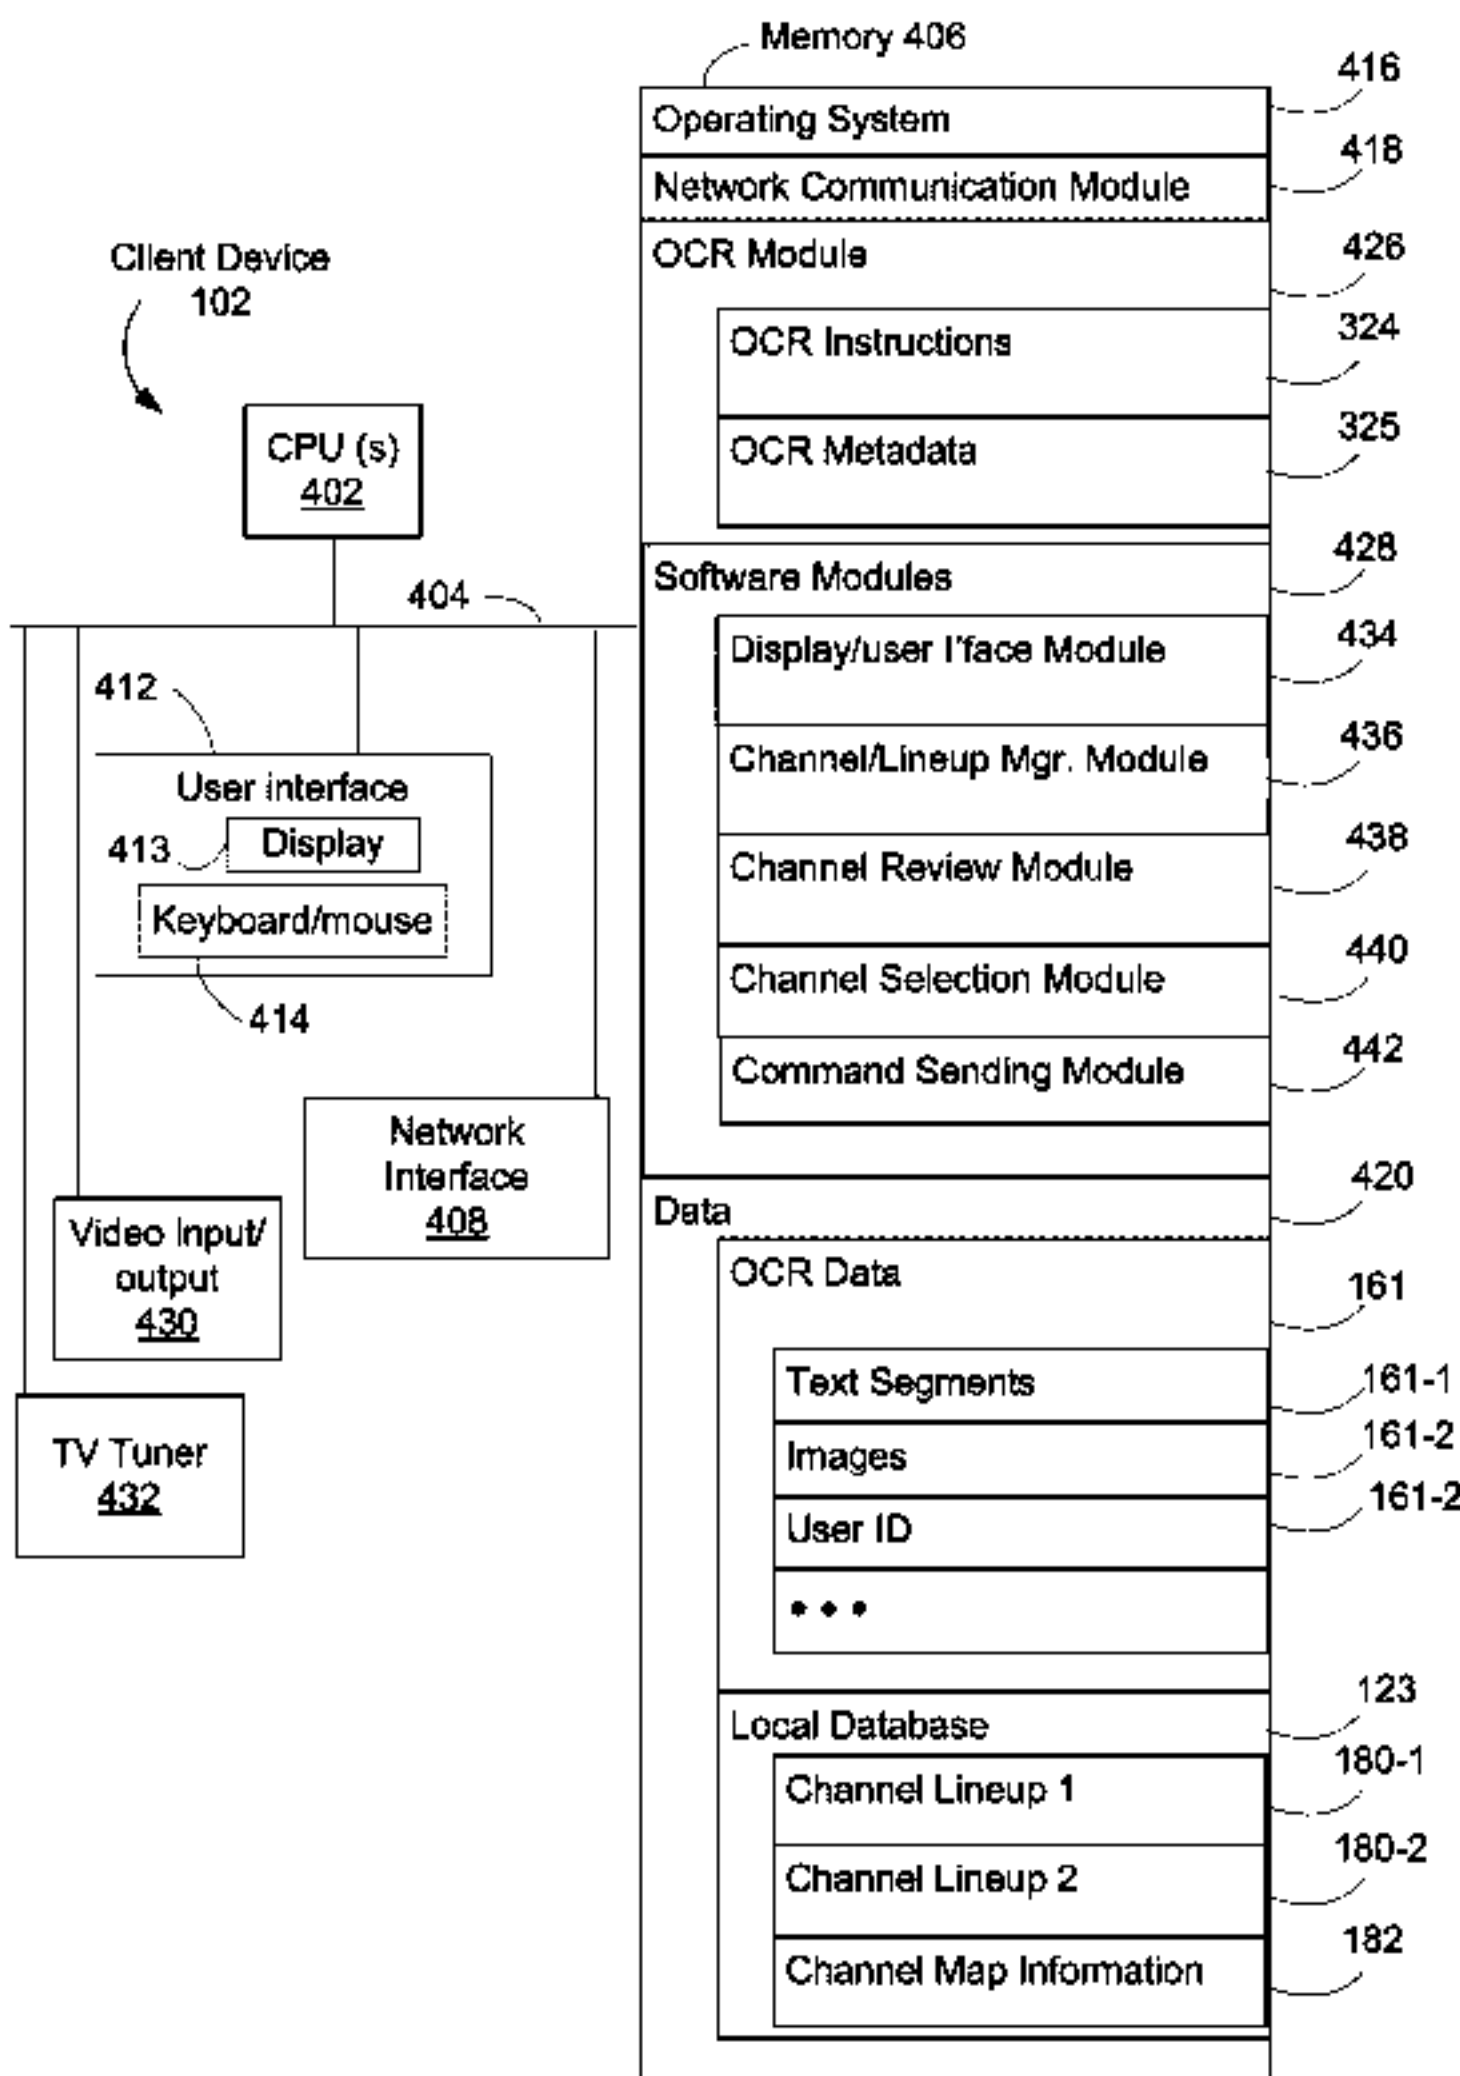 Memory 406
416
Operating System
418
Network Communication Module
Client Device
102
OCR Module
426
OCR Instructions
324
CPU (s)
402
OCR Metadata
325
428
Software Modules
404
Display/user I'face Module
434
412
Channel/Lineup Mgr. Module
436
User interface
413
Display
Channel Review Module
438
Keyboard/mouse
Channel Selection Module
440
414
Command Sending Module
442
Network
Interface
408
420
Data
Video Input/
output
430
OCR Data
161
Text Segments
161-1
TV Tuner
432
Images
161-2
User ID
161-2
•••
123
Local Database
180-1
Channel Lineup 1
180-2
Channel Lineup 2
182
Channel Map Information